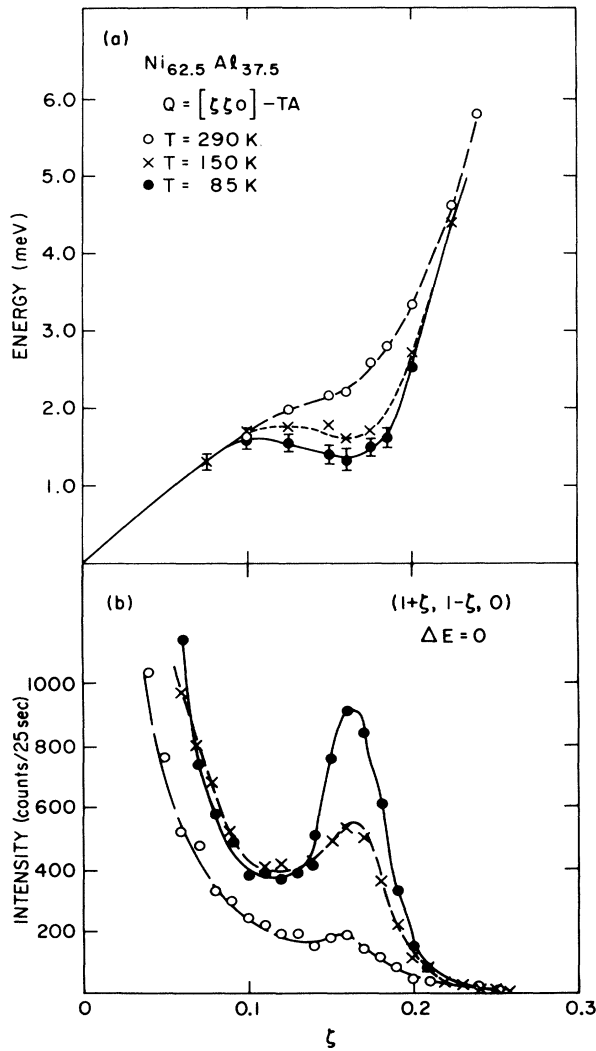 (a)
Ni62.5 Al37.5
Q = [ζζ0] – TA
○ T = 290 K
× T = 150 K
● T = 85 K
6.0
5.0
4.0
3.0
2.0
1.0
ENERGY (meV)
(b)
(1+ζ, 1–ζ, 0)
ΔE = 0
1000
800
600
400
200
INTENSITY (counts/25sec)
0
0.1
0.2
0.3
ζ